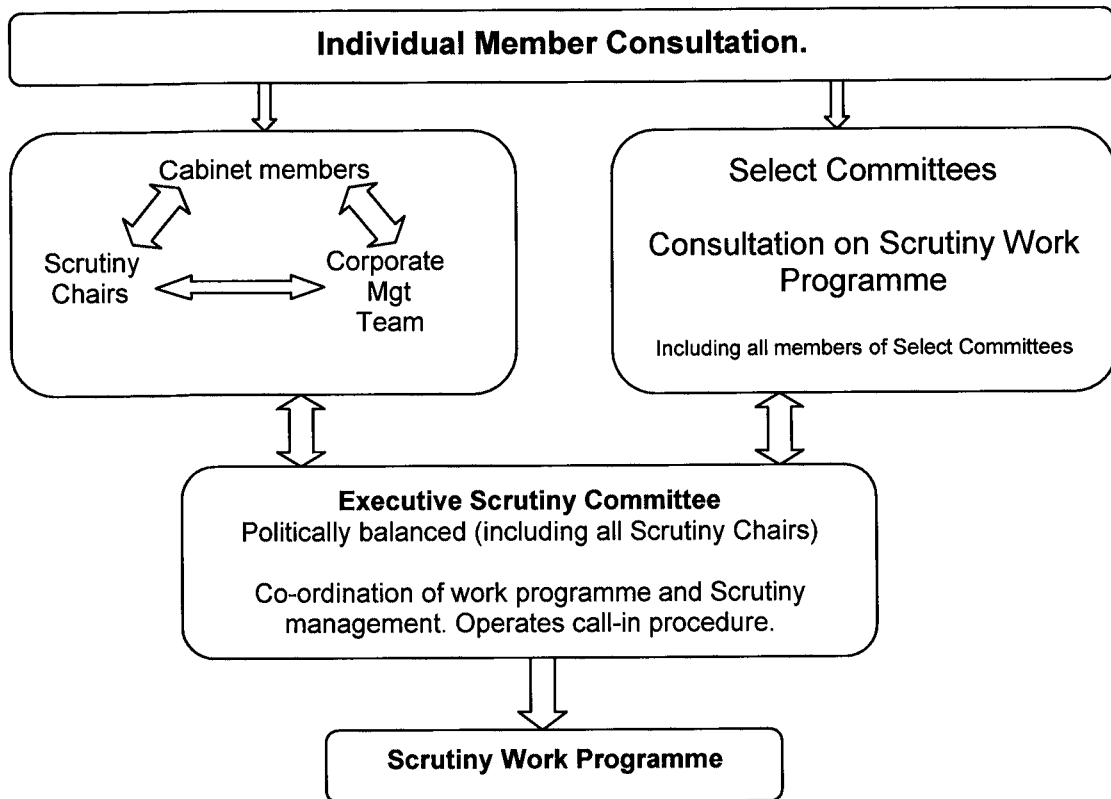 Individual Member Consultation.
Cabinet members
Scrutiny
Chairs
Corporate
Mgt
Team
Select Committees
Consultation on Scrutiny Work
Programme
Including all members of Select Committees
Executive Scrutiny Committee
Politically balanced (including all Scrutiny Chairs)
Co-ordination of work programme and Scrutiny
management. Operates call-in procedure.
Scrutiny Work Programme